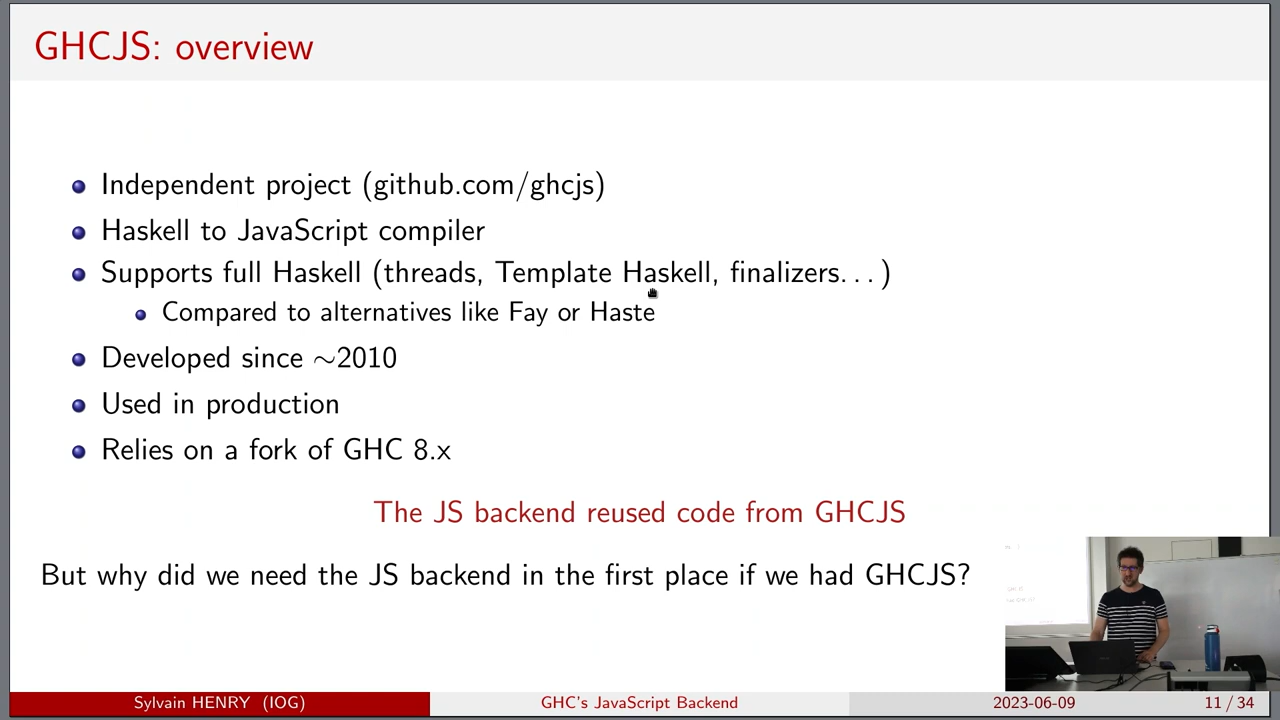 GHCJS: overview
Independent project (github.com/ghcjs)
Haskell to JavaScript compiler
Supports full Haskell (threads, Template Haskell, finalizers...)
Compared to alternatives like Fay or Haste
Developed since ~2010
Used in production
Relies on a fork of GHC 8.x
The JS backend reused code from GHCJS
But why did we need the JS backend in the first place if we had GHCJS?
Sylvain HENRY (IOG) GHC's JavaScript Backend 2023-06-09 11 / 34